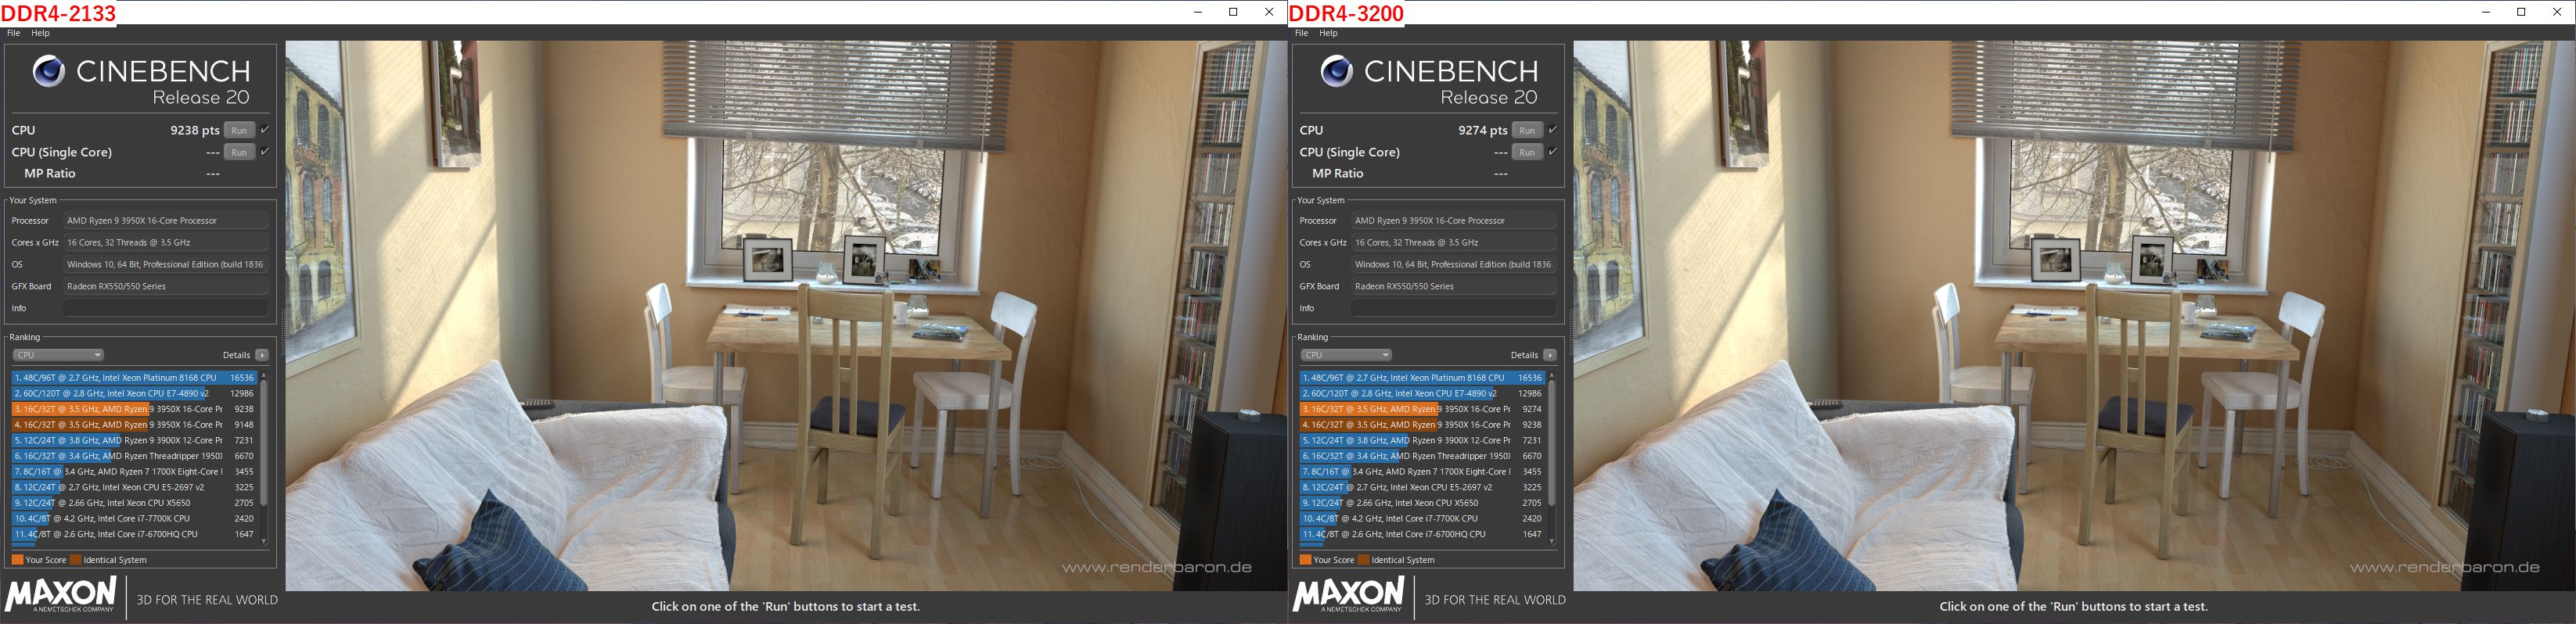 DDR4-2133
File Help
CINEBENCH
Release 20
CPU 9238 pts Run
CPU (Single Core) --- Run
MP Ratio ---
Your System
Processor AMD Ryzen 9 3950X 16-Core Processor
Cores x GHz 16 Cores, 32 Threads @ 3.5 GHz
OS Windows 10, 64 Bit, Professional Edition (build 1836
GFX Board Radeon RX550/550 Series
Info
Ranking
CPU Details
1. 48C/96T @ 2.7 GHz, Intel Xeon Platinum 8168 CPU 16536
2. 60C/120T @ 2.8 GHz, Intel Xeon CPU E7-4890 v2 12986
3. 16C/32T @ 3.5 GHz, AMD Ryzen 9 3950X 16-Core Pr 9238
4. 16C/32T @ 3.5 GHz, AMD Ryzen 9 3950X 16-Core Pr 9148
5. 12C/24T @ 3.8 GHz, AMD Ryzen 9 3900X 12-Core Pr 7231
6. 16C/32T @ 3.4 GHz, AMD Ryzen Threadripper 1950X 6670
7. 8C/16T @ 3.4 GHz, AMD Ryzen 7 1700X Eight-Core 3455
8. 12C/24T @ 2.7 GHz, Intel Xeon CPU E5-2697 v2 3225
9. 12C/24T @ 2.66 GHz, Intel Xeon CPU X5650 2705
10. 4C/8T @ 4.2 GHz, Intel Core i7-7700K CPU 2420
11. 4C/8T @ 2.6 GHz, Intel Core i7-6700HQ CPU 1647
Your Score Identical System
MAXON
A NEMETSCHEK COMPANY
3D FOR THE REAL WORLD
www.renderbaron.de
Click on one of the 'Run' buttons to start a test.
DDR4-3200
File Help
CINEBENCH
Release 20
CPU 9274 pts Run
CPU (Single Core) --- Run
MP Ratio ---
Your System
Processor AMD Ryzen 9 3950X 16-Core Processor
Cores x GHz 16 Cores, 32 Threads @ 3.5 GHz
OS Windows 10, 64 Bit, Professional Edition (build 1836
GFX Board Radeon RX550/550 Series
Info
Ranking
CPU Details
1. 48C/96T @ 2.7 GHz, Intel Xeon Platinum 8168 CPU 16536
2. 60C/120T @ 2.8 GHz, Intel Xeon CPU E7-4890 v2 12986
3. 16C/32T @ 3.5 GHz, AMD Ryzen 9 3950X 16-Core Pr 9274
4. 16C/32T @ 3.5 GHz, AMD Ryzen 9 3950X 16-Core Pr 9238
5. 12C/24T @ 3.8 GHz, AMD Ryzen 9 3900X 12-Core Pr 7231
6. 16C/32T @ 3.4 GHz, AMD Ryzen Threadripper 1950X 6670
7. 8C/16T @ 3.4 GHz, AMD Ryzen 7 1700X Eight-Core 3455
8. 12C/24T @ 2.7 GHz, Intel Xeon CPU E5-2697 v2 3225
9. 12C/24T @ 2.66 GHz, Intel Xeon CPU X5650 2705
10. 4C/8T @ 4.2 GHz, Intel Core i7-7700K CPU 2420
11. 4C/8T @ 2.6 GHz, Intel Core i7-6700HQ CPU 1647
Your Score Identical System
MAXON
A NEMETSCHEK COMPANY
3D FOR THE REAL WORLD
www.renderbaron.de
Click on one of the 'Run' buttons to start a test.